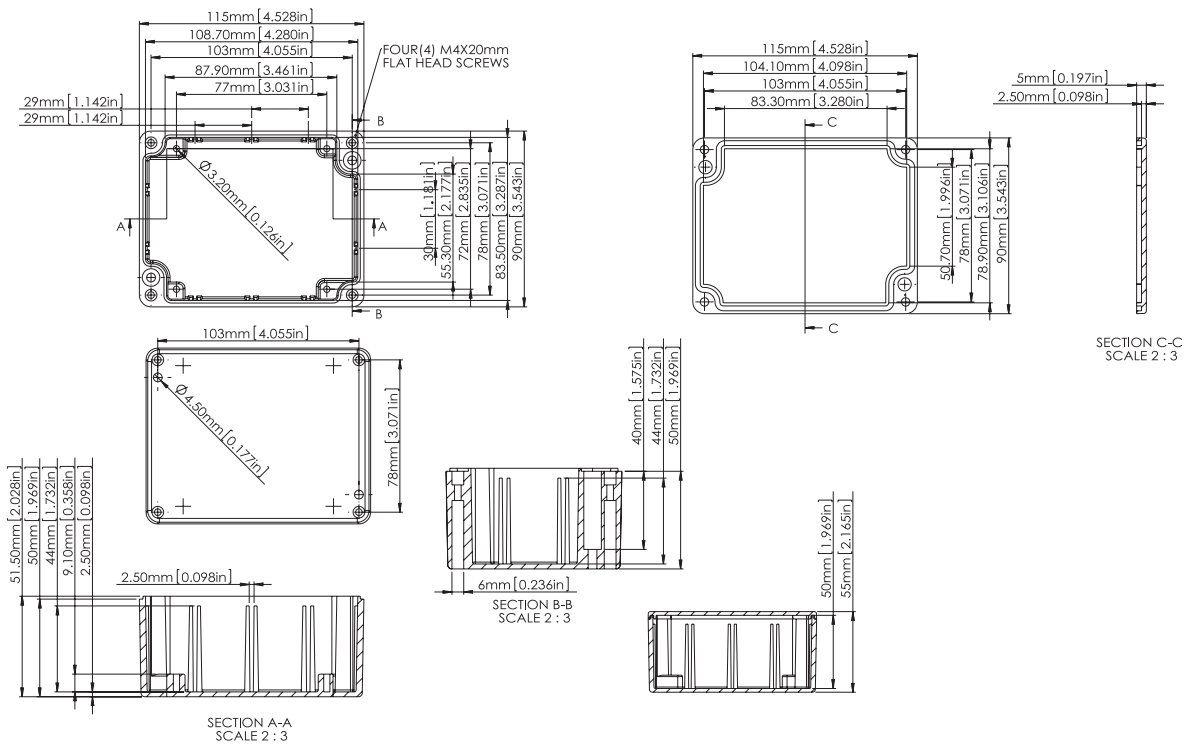 115mm [4.528in]
108.70mm [4.280in]
103mm [4.055in]
87.90mm [3.461in]
77mm [3.031in]
29mm [1.142in]
29mm [1.142in]
FOUR(4) M4X20mm
FLAT HEAD SCREWS
B
A
A
B
Ø3.20mm [0.126in]
30mm [1.181in]
55.30mm [2.177in]
72mm [2.835in]
78mm [3.071in]
83.50mm [3.287in]
90mm [3.543in]
115mm [4.528in]
104.10mm [4.098in]
103mm [4.055in]
83.30mm [3.280in]
C
C
50.70mm [1.996in]
78mm [3.071in]
78.90mm [3.106in]
90mm [3.543in]
5mm [0.197in]
2.50mm [0.098in]
SECTION C-C
SCALE 2 : 3
103mm [4.055in]
Ø4.50mm [0.177in]
78mm [3.071in]
40mm [1.575in]
44mm [1.732in]
50mm [1.969in]
6mm [0.236in]
SECTION B-B
SCALE 2 : 3
51.50mm [2.028in]
50mm [1.969in]
44mm [1.732in]
9.10mm [0.358in]
2.50mm [0.098in]
2.50mm [0.098in]
SECTION A-A
SCALE 2 : 3
50mm [1.969in]
55mm [2.165in]